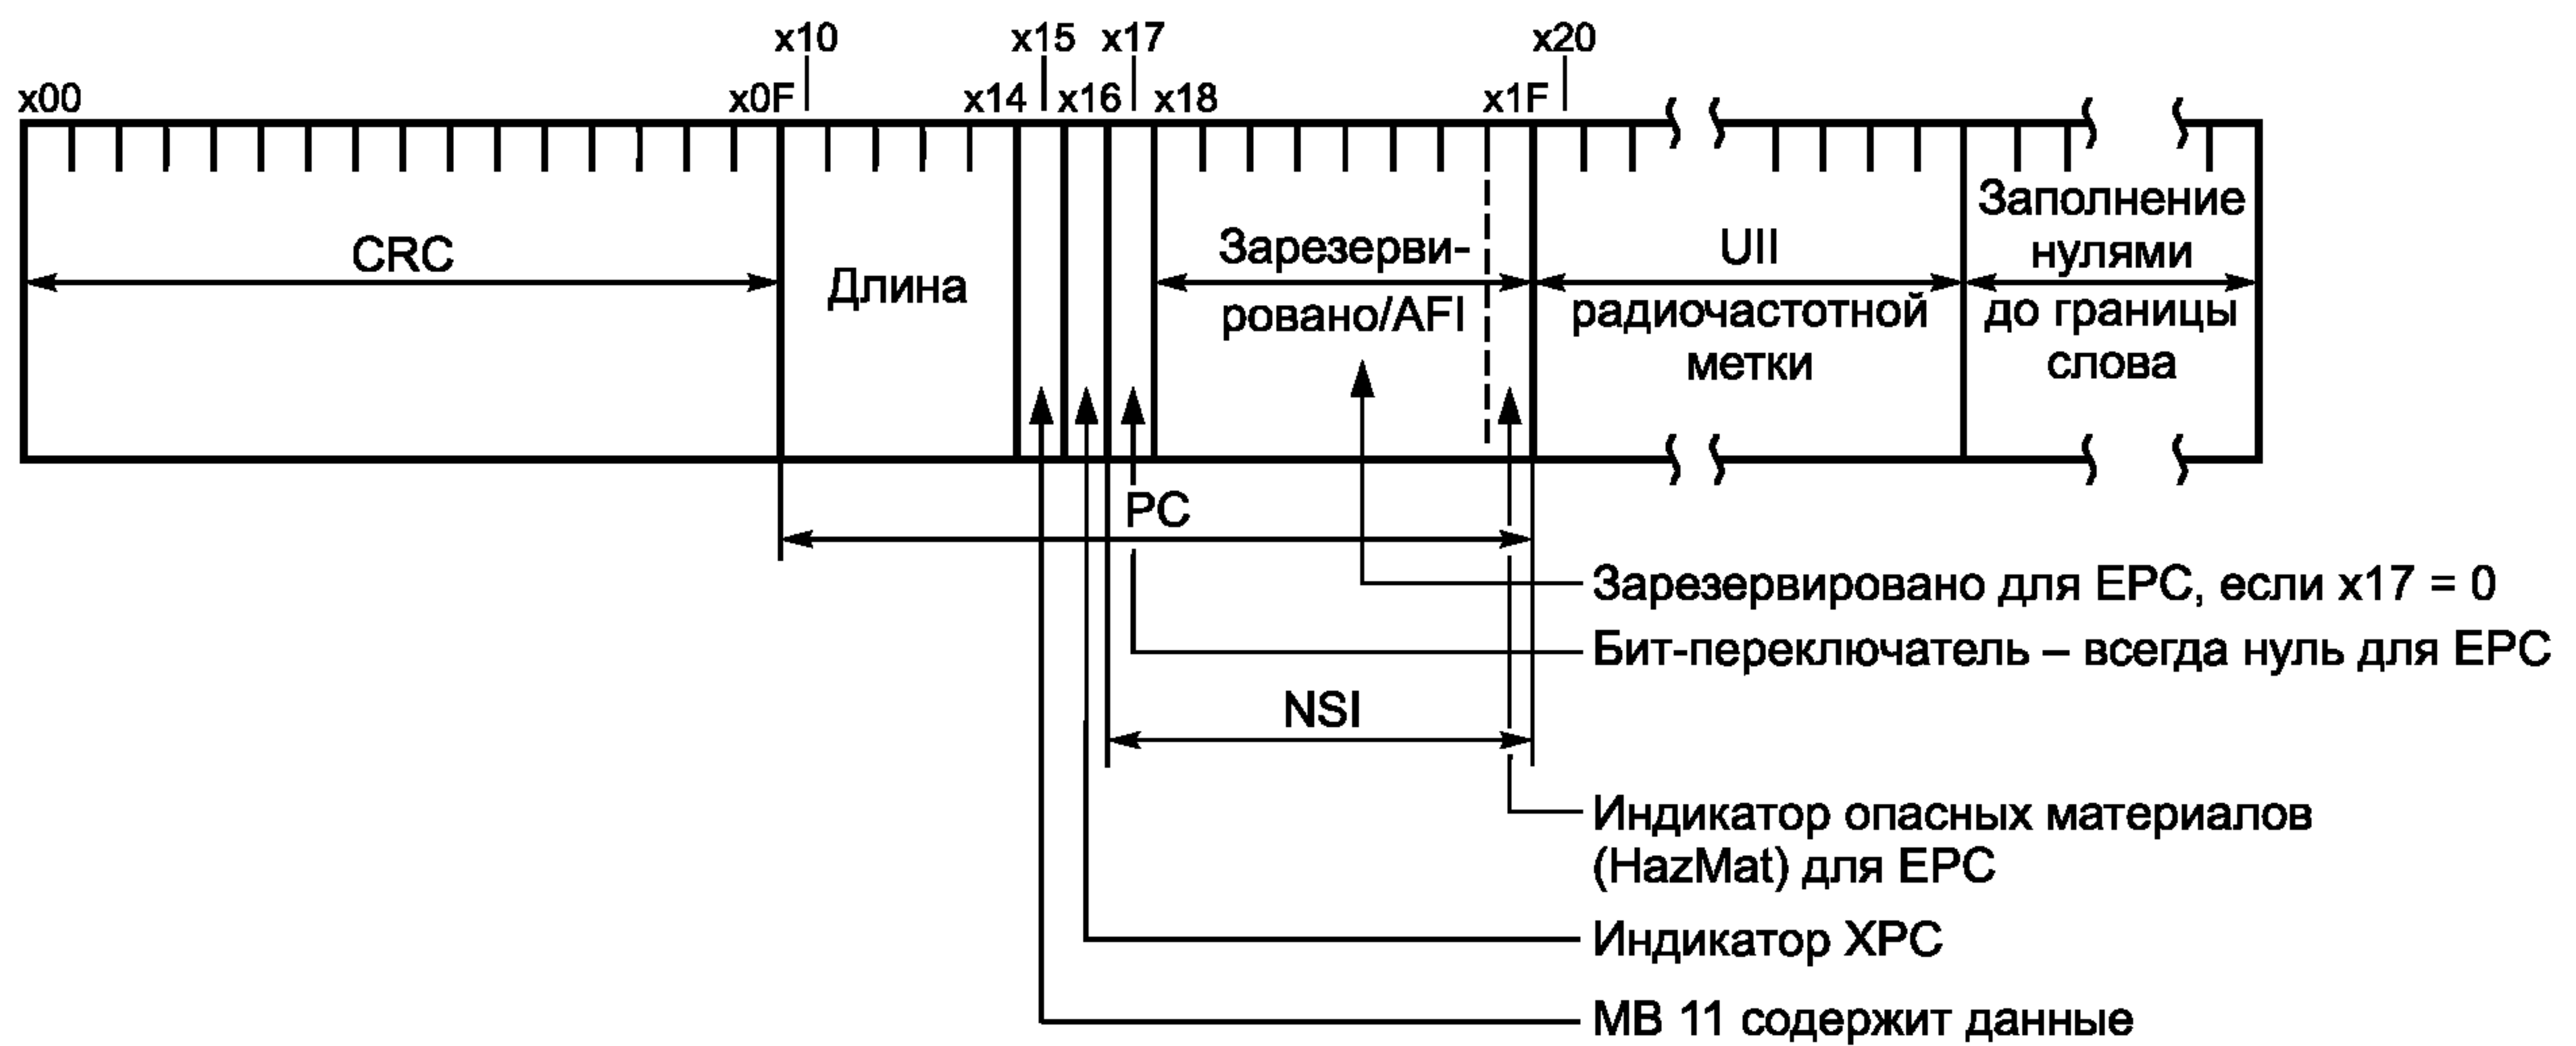 x10 x15 x17 x20
x00 x0F x14 x16 x18 x1F
CRC
Длина
Зарезерви-
ровано/AFI
UII
радиочастотной
метки
Заполнение
нулями
до границы
слова
PC
Зарезервировано для EPC, если x17 = 0
Бит-переключатель – всегда нуль для EPC
NSI
Индикатор опасных материалов
(HazMat) для EPC
Индикатор XPC
МВ 11 содержит данные